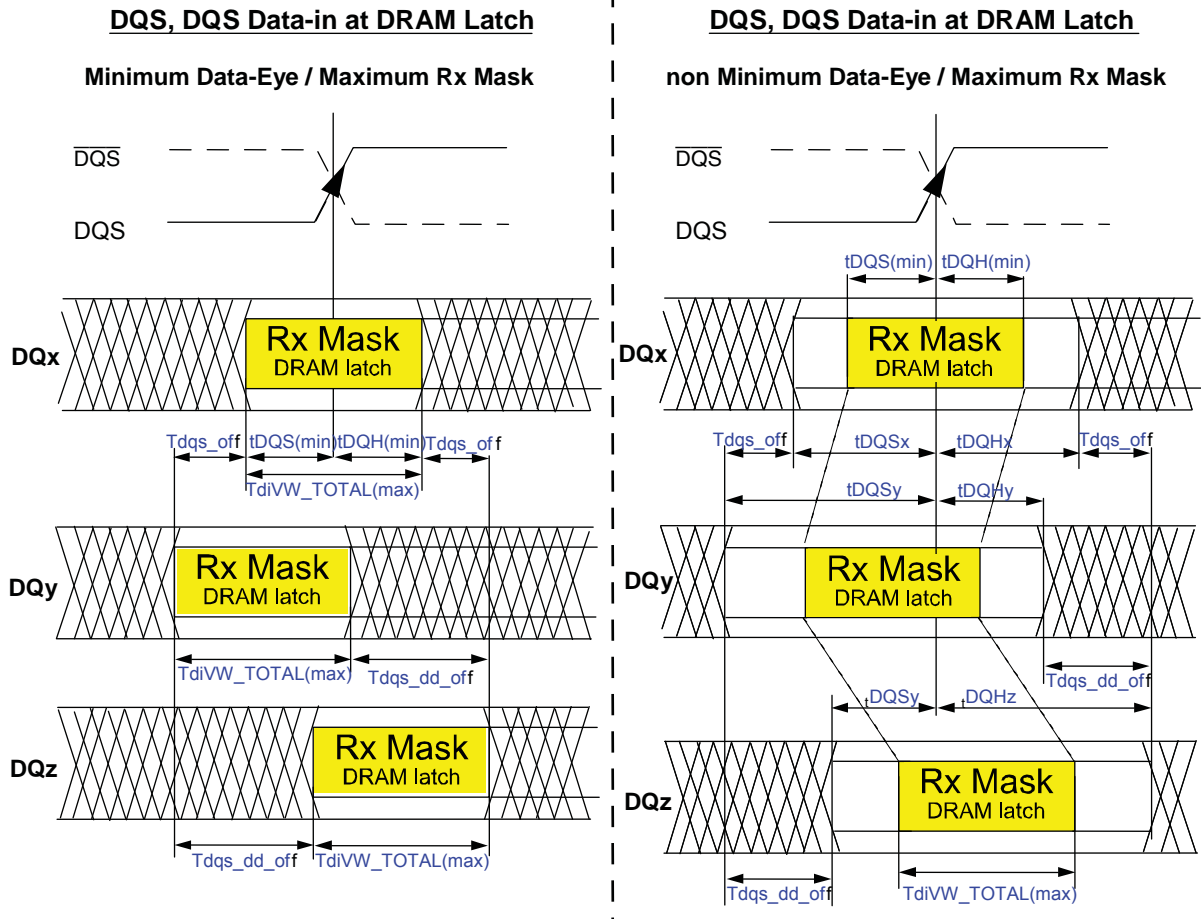 DQS, DQS Data-in at DRAM Latch
Minimum Data-Eye / Maximum Rx Mask
DQS
DQS
DQx
Rx Mask
DRAM latch
Tdqs_off
tDQS(min)
tDQH(min)
Tdqs_off
TdiVW_TOTAL(max)
DQy
Rx Mask
DRAM latch
TdiVW_TOTAL(max)
Tdqs_dd_off
DQz
Rx Mask
DRAM latch
Tdqs_dd_off
TdiVW_TOTAL(max)
DQS, DQS Data-in at DRAM Latch
non Minimum Data-Eye / Maximum Rx Mask
DQS
DQS
tDQS(min)
tDQH(min)
DQx
Rx Mask
DRAM latch
Tdqs_off
tDQSx
tDQHx
Tdqs_off
tDQSy
tDQHy
DQy
Rx Mask
DRAM latch
Tdqs_dd_off
tDQSy
tDQHz
DQz
Rx Mask
DRAM latch
Tdqs_dd_off
TdiVW_TOTAL(max)